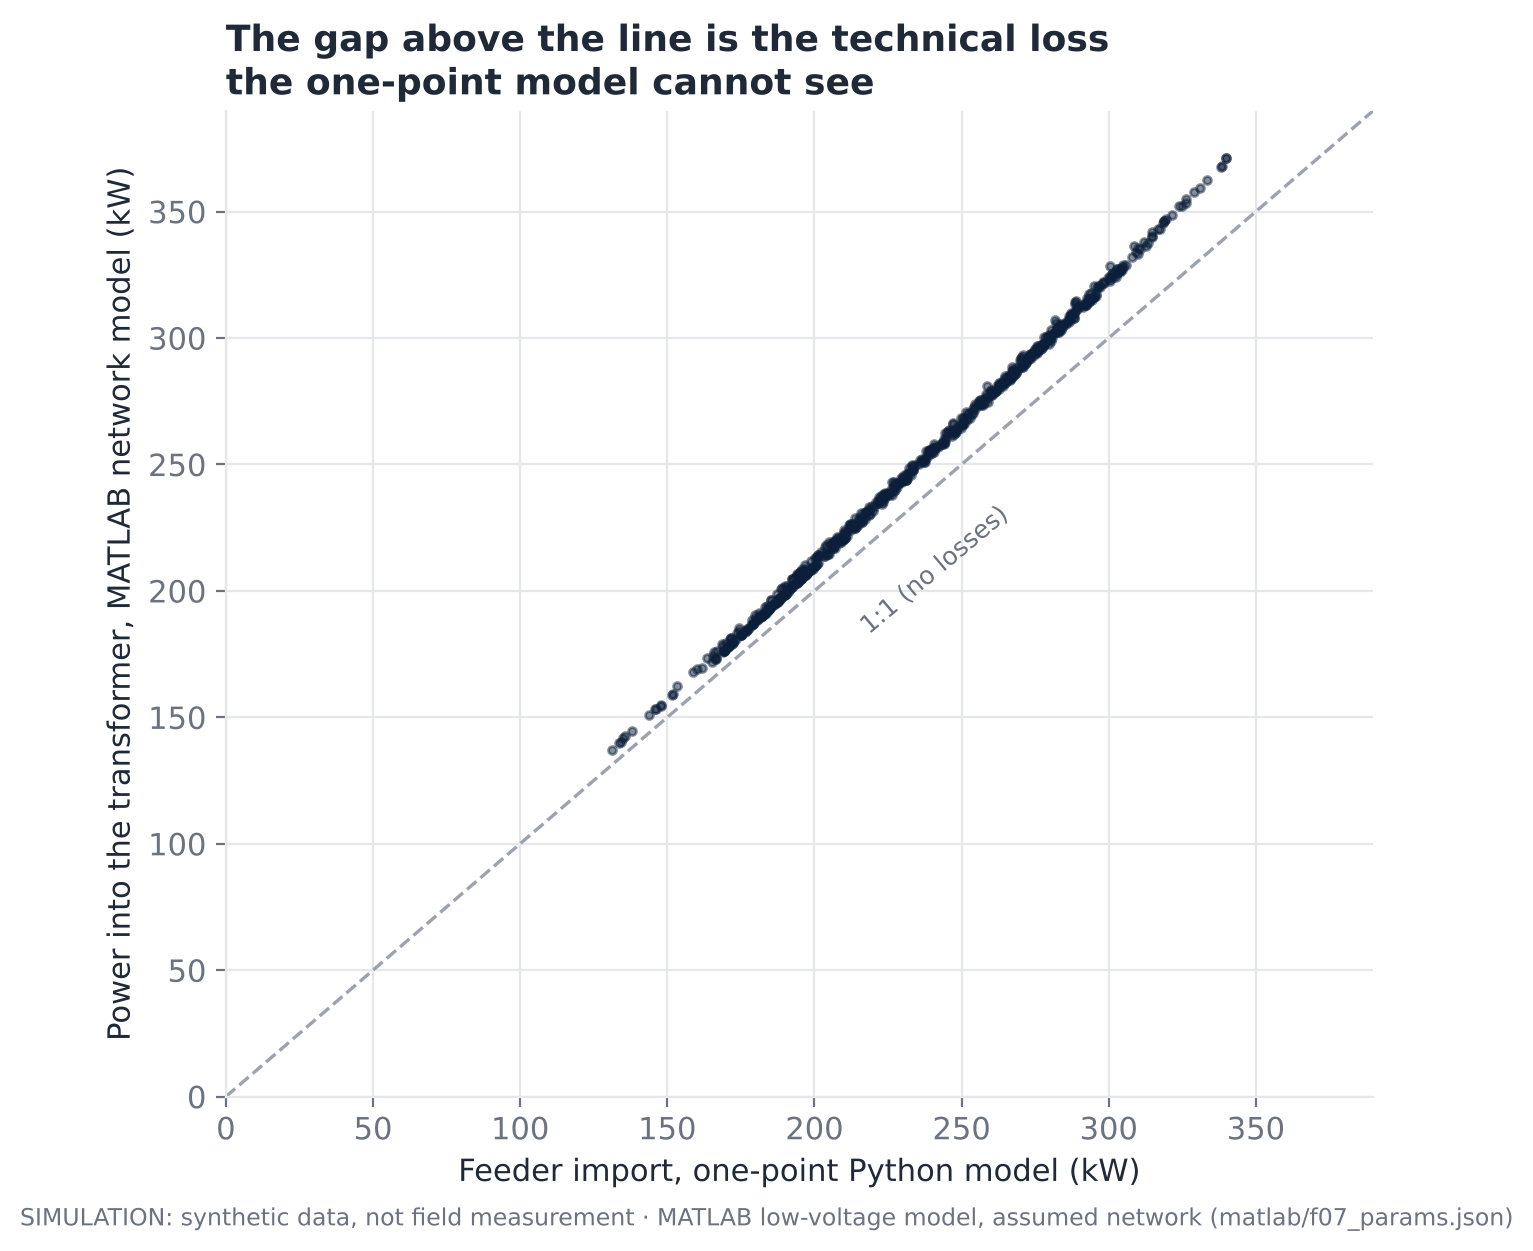 The gap above the line is the technical loss
the one-point model cannot see
Power into the transformer, MATLAB network model (kW)
350
300
250
200
150
100
50
0
1:1 (no losses)
0 50 100 150 200 250 300 350
Feeder import, one-point Python model (kW)
SIMULATION: synthetic data, not field measurement · MATLAB low-voltage model, assumed network (matlab/f07_params.json)